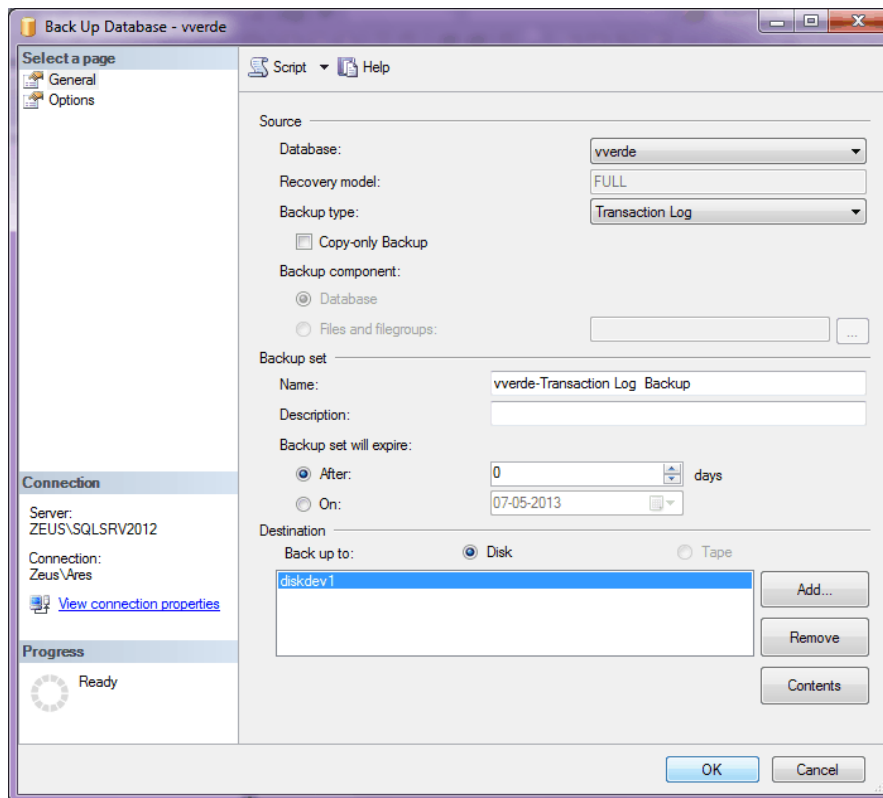 Back Up Database - vverde
Select a page
General
Options
Script
Help
Source
Database:
vverde
Recovery model:
FULL
Backup type:
Transaction Log
Copy-only Backup
Backup component:
Database
Files and filegroups:
...
Backup set
Name:
vverde-Transaction Log  Backup
Description:
Backup set will expire:
After:
0
days
On:
07-05-2013
Destination
Back up to:
Disk
Tape
diskdev1
Add...
Remove
Contents
Connection
Server:
ZEUS\SQLSRV2012
Connection:
Zeus\Ares
View connection properties
Progress
Ready
OK
Cancel